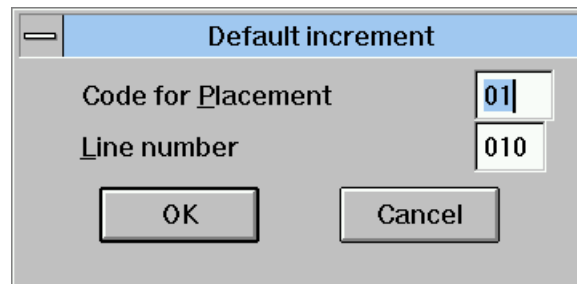 Default increment
Code for Placement 01
Line number 010
OK Cancel